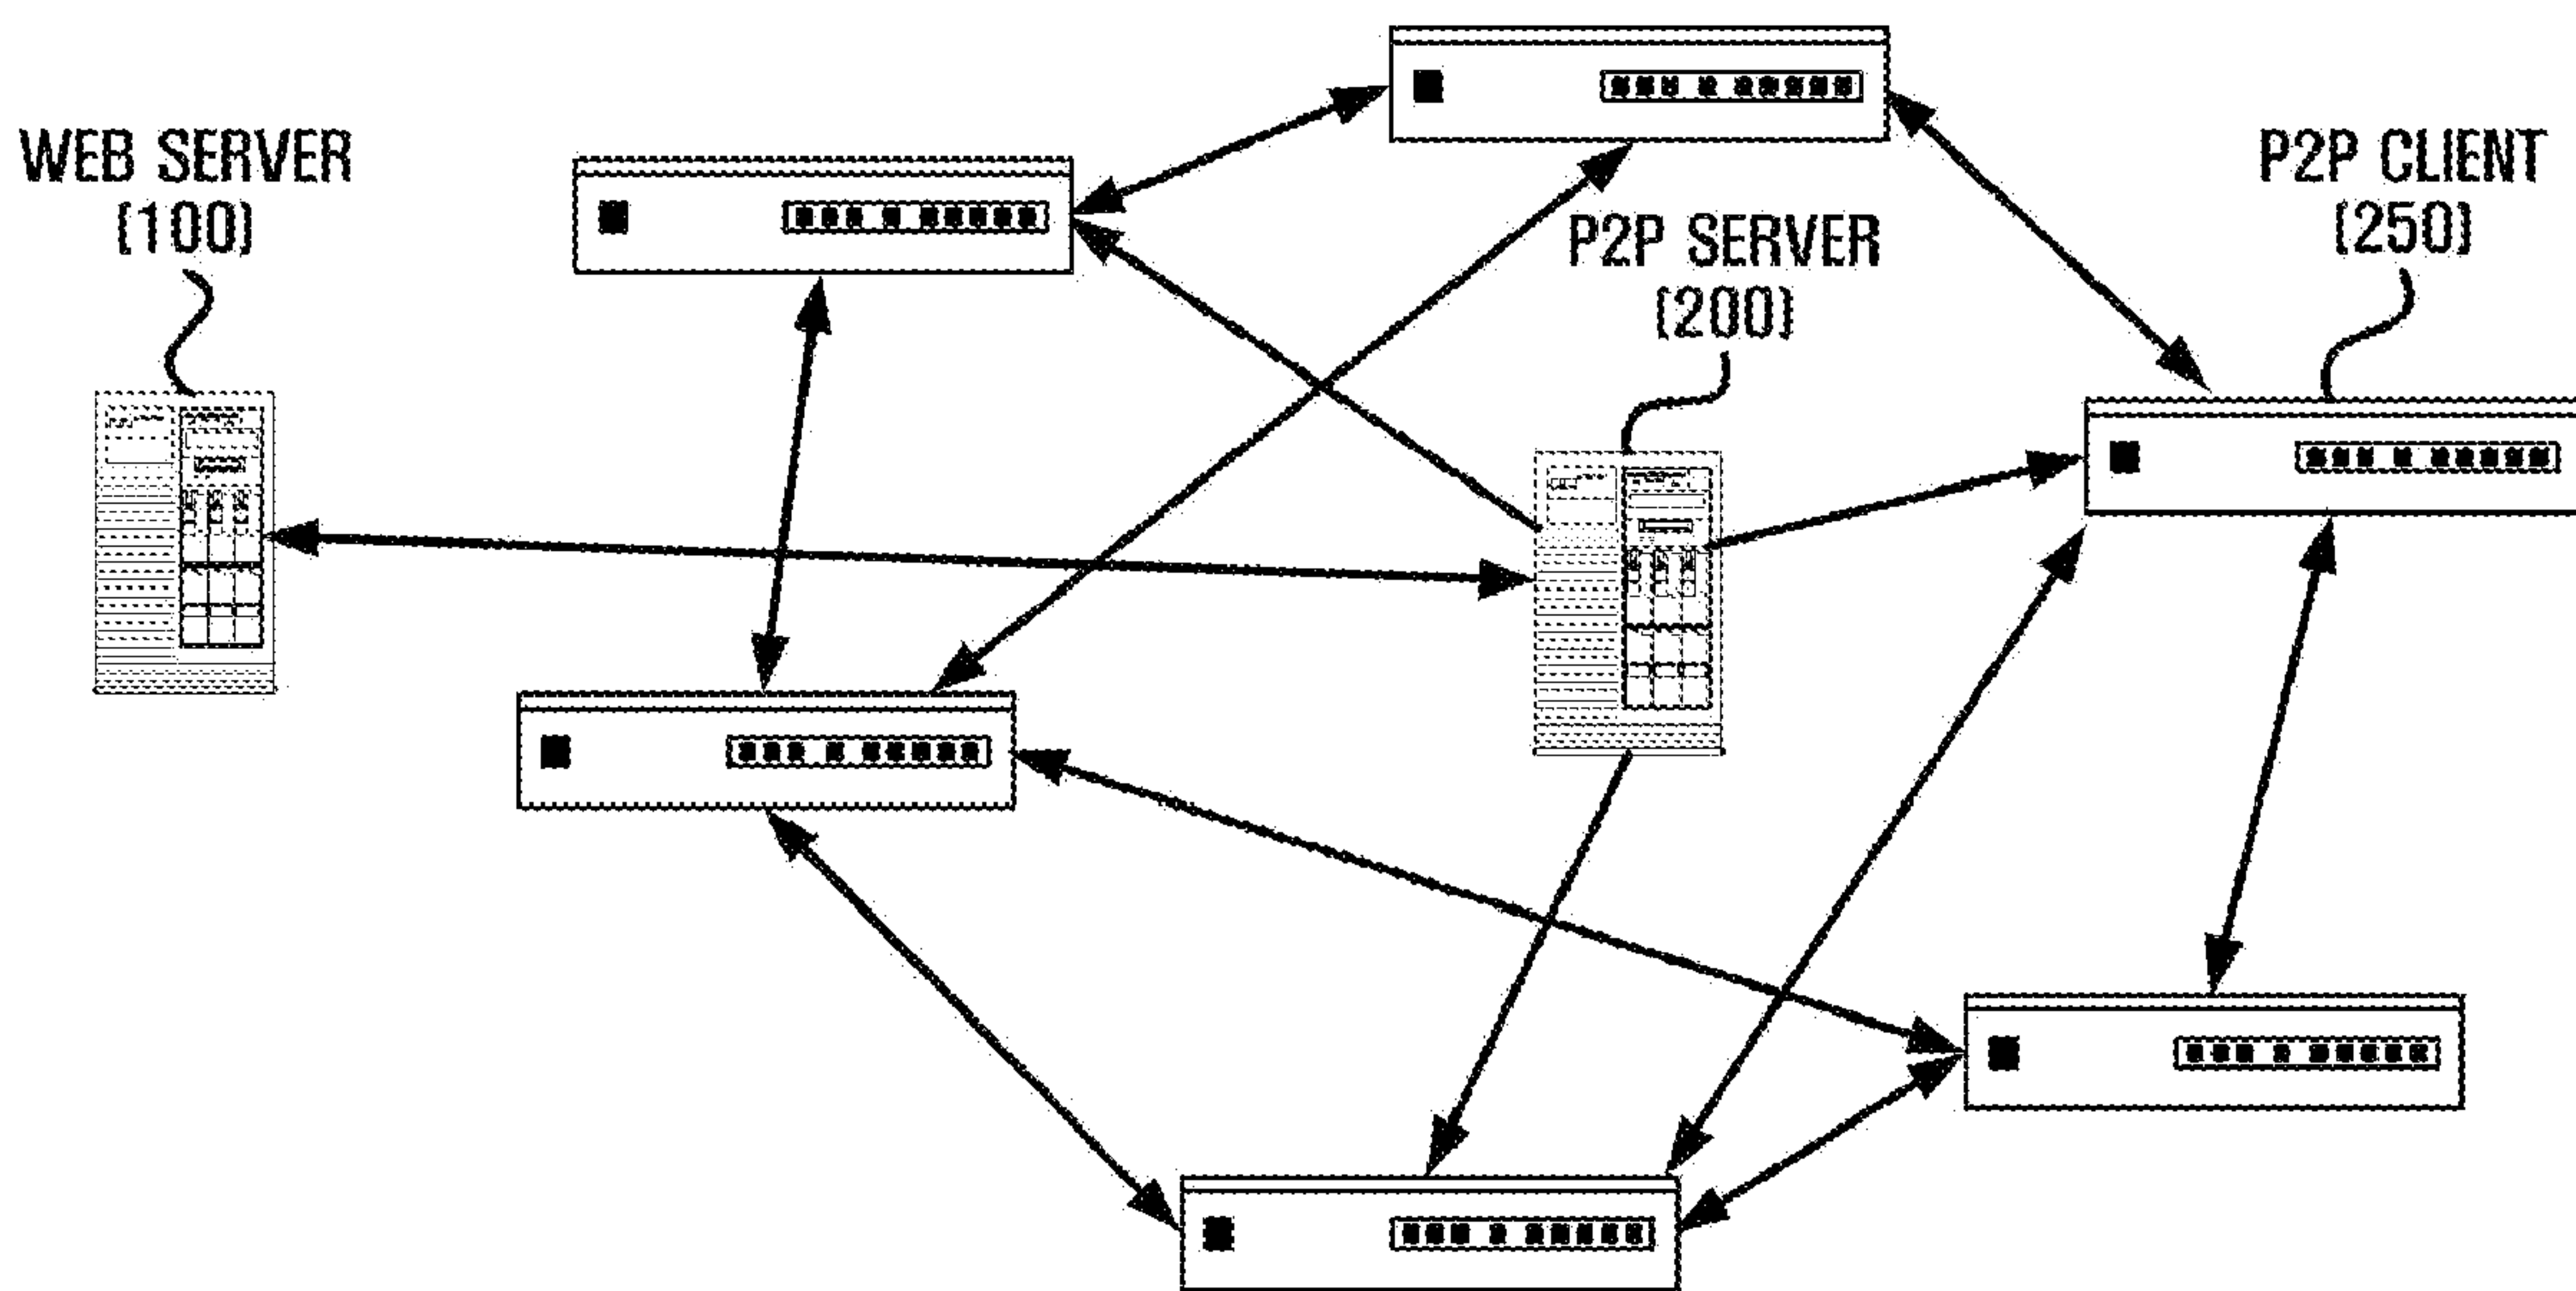 WEB SERVER
(100)
P2P SERVER
(200)
P2P CLIENT
(250)